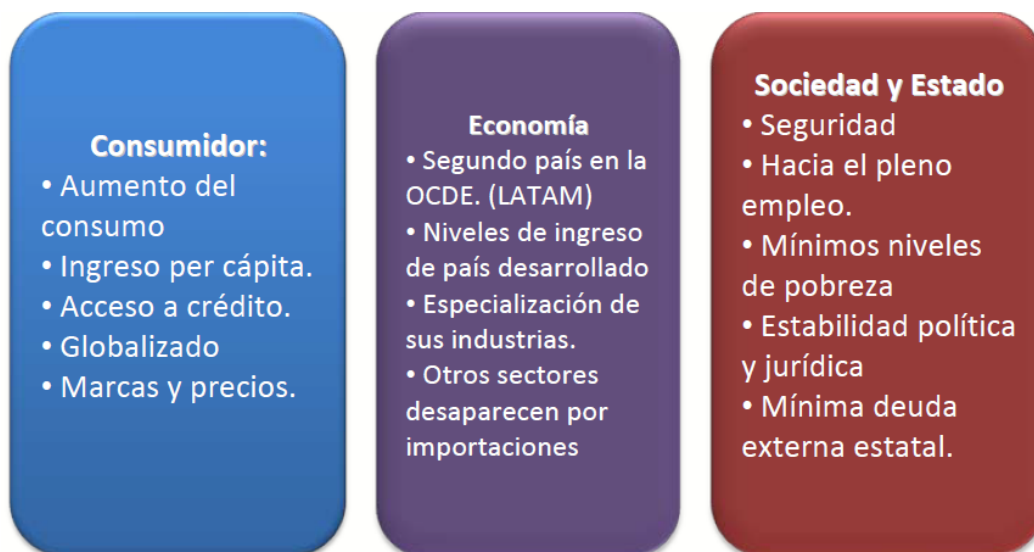 Consumidor:
• Aumento del
consumo
• Ingreso per cápita.
• Acceso a crédito.
• Globalizado
• Marcas y precios.
Economía
• Segundo país en la
OCDE. (LATAM)
• Niveles de ingreso
de país desarrollado
• Especialización de
sus industrias.
• Otros sectores
desaparecen por
importaciones
Sociedad y Estado
• Seguridad
• Hacia el pleno
empleo.
• Mínimos niveles
de pobreza
• Estabilidad política
y jurídica
• Mínima deuda
externa estatal.